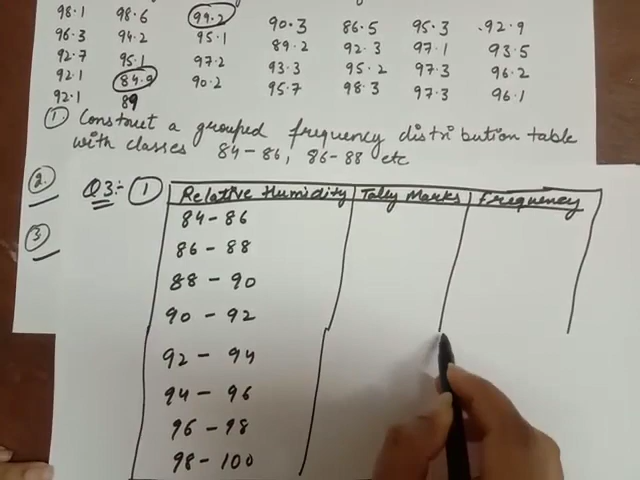 98.1 98.6 99.2 90.3 86.5 95.3 92.9
96.3 94.2 95.1 89.2 92.3 97.1 93.5
92.7 95.1 97.2 93.3 95.2 97.3 96.2
92.1 84.9 90.2 95.7 98.3 97.3 96.1
92.1 89
1. Construct a grouped frequency distribution table
with classes 84-86, 86-88 etc
2.
3.
Q3:- 1 Relative Humidity Tally Marks Frequency
84-86
86-88
88-90
90-92
92-94
94-96
96-98
98-100